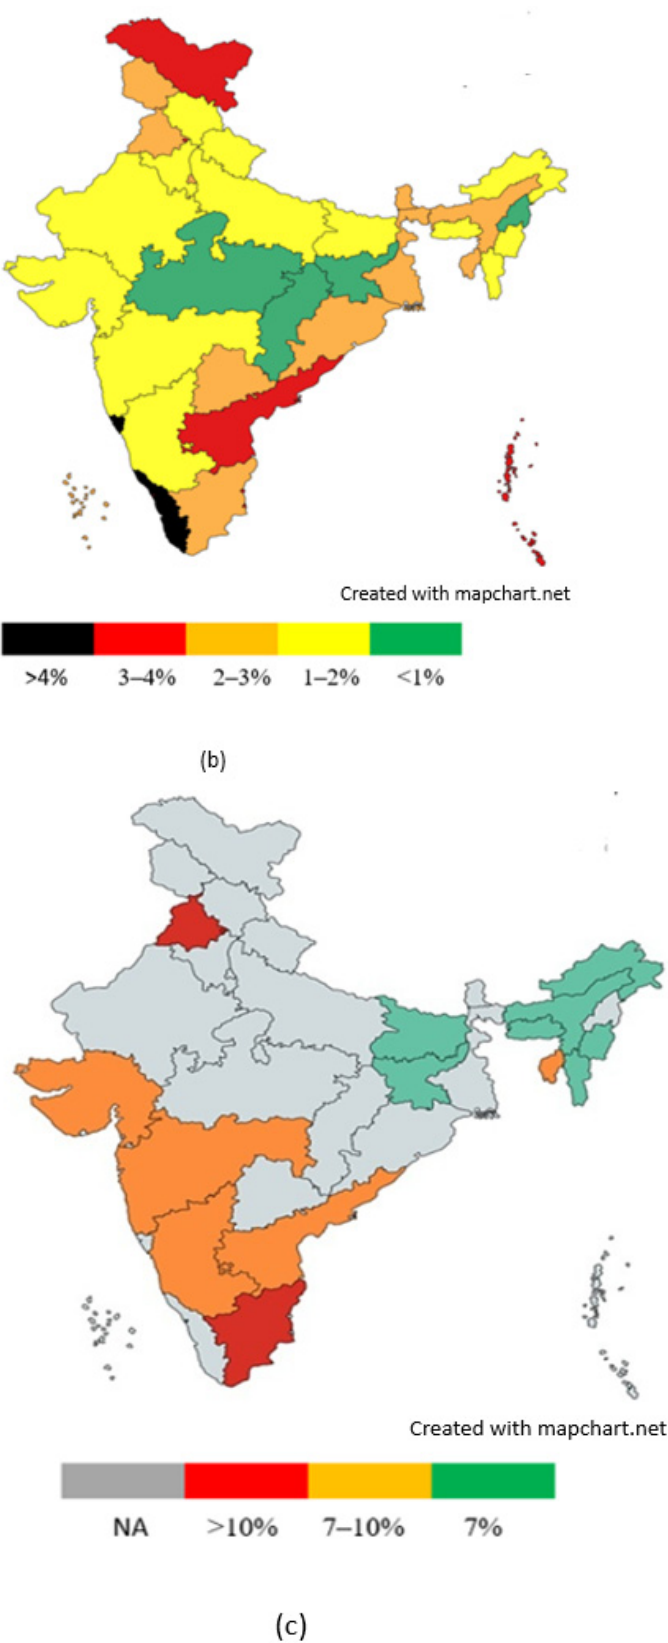 Created with mapchart.net
>4% 3–4% 2–3% 1–2% <1%
(b)
Created with mapchart.net
NA >10% 7–10% 7%
(c)